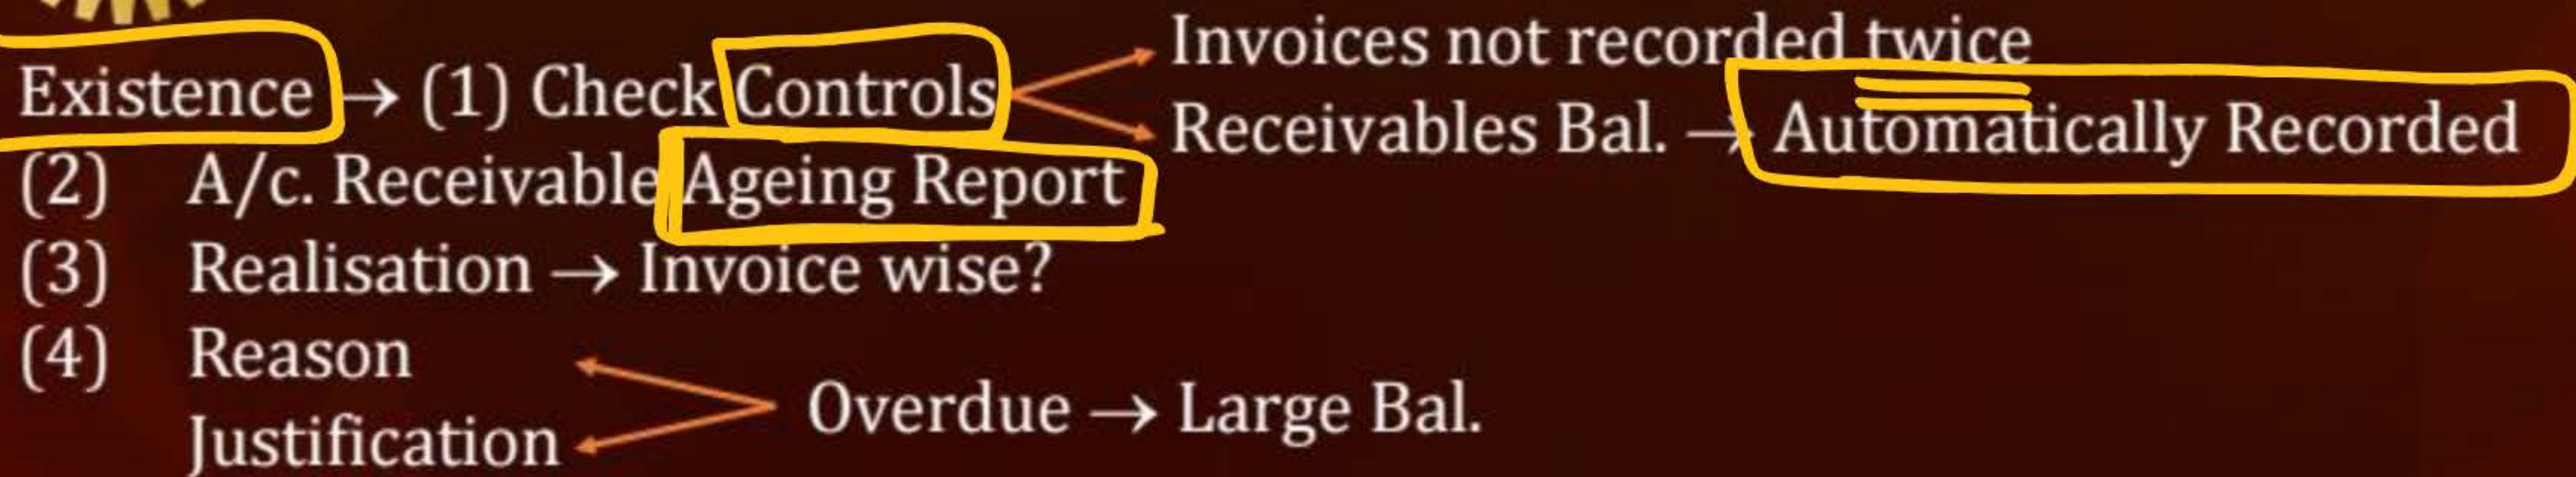 Invoices not recorded twice
Existence → (1) Check Controls
Receivables Bal. → Automatically Recorded
(2) A/c. Receivable Ageing Report
(3) Realisation → Invoice wise?
(4) Reason
Overdue → Large Bal.
Justification